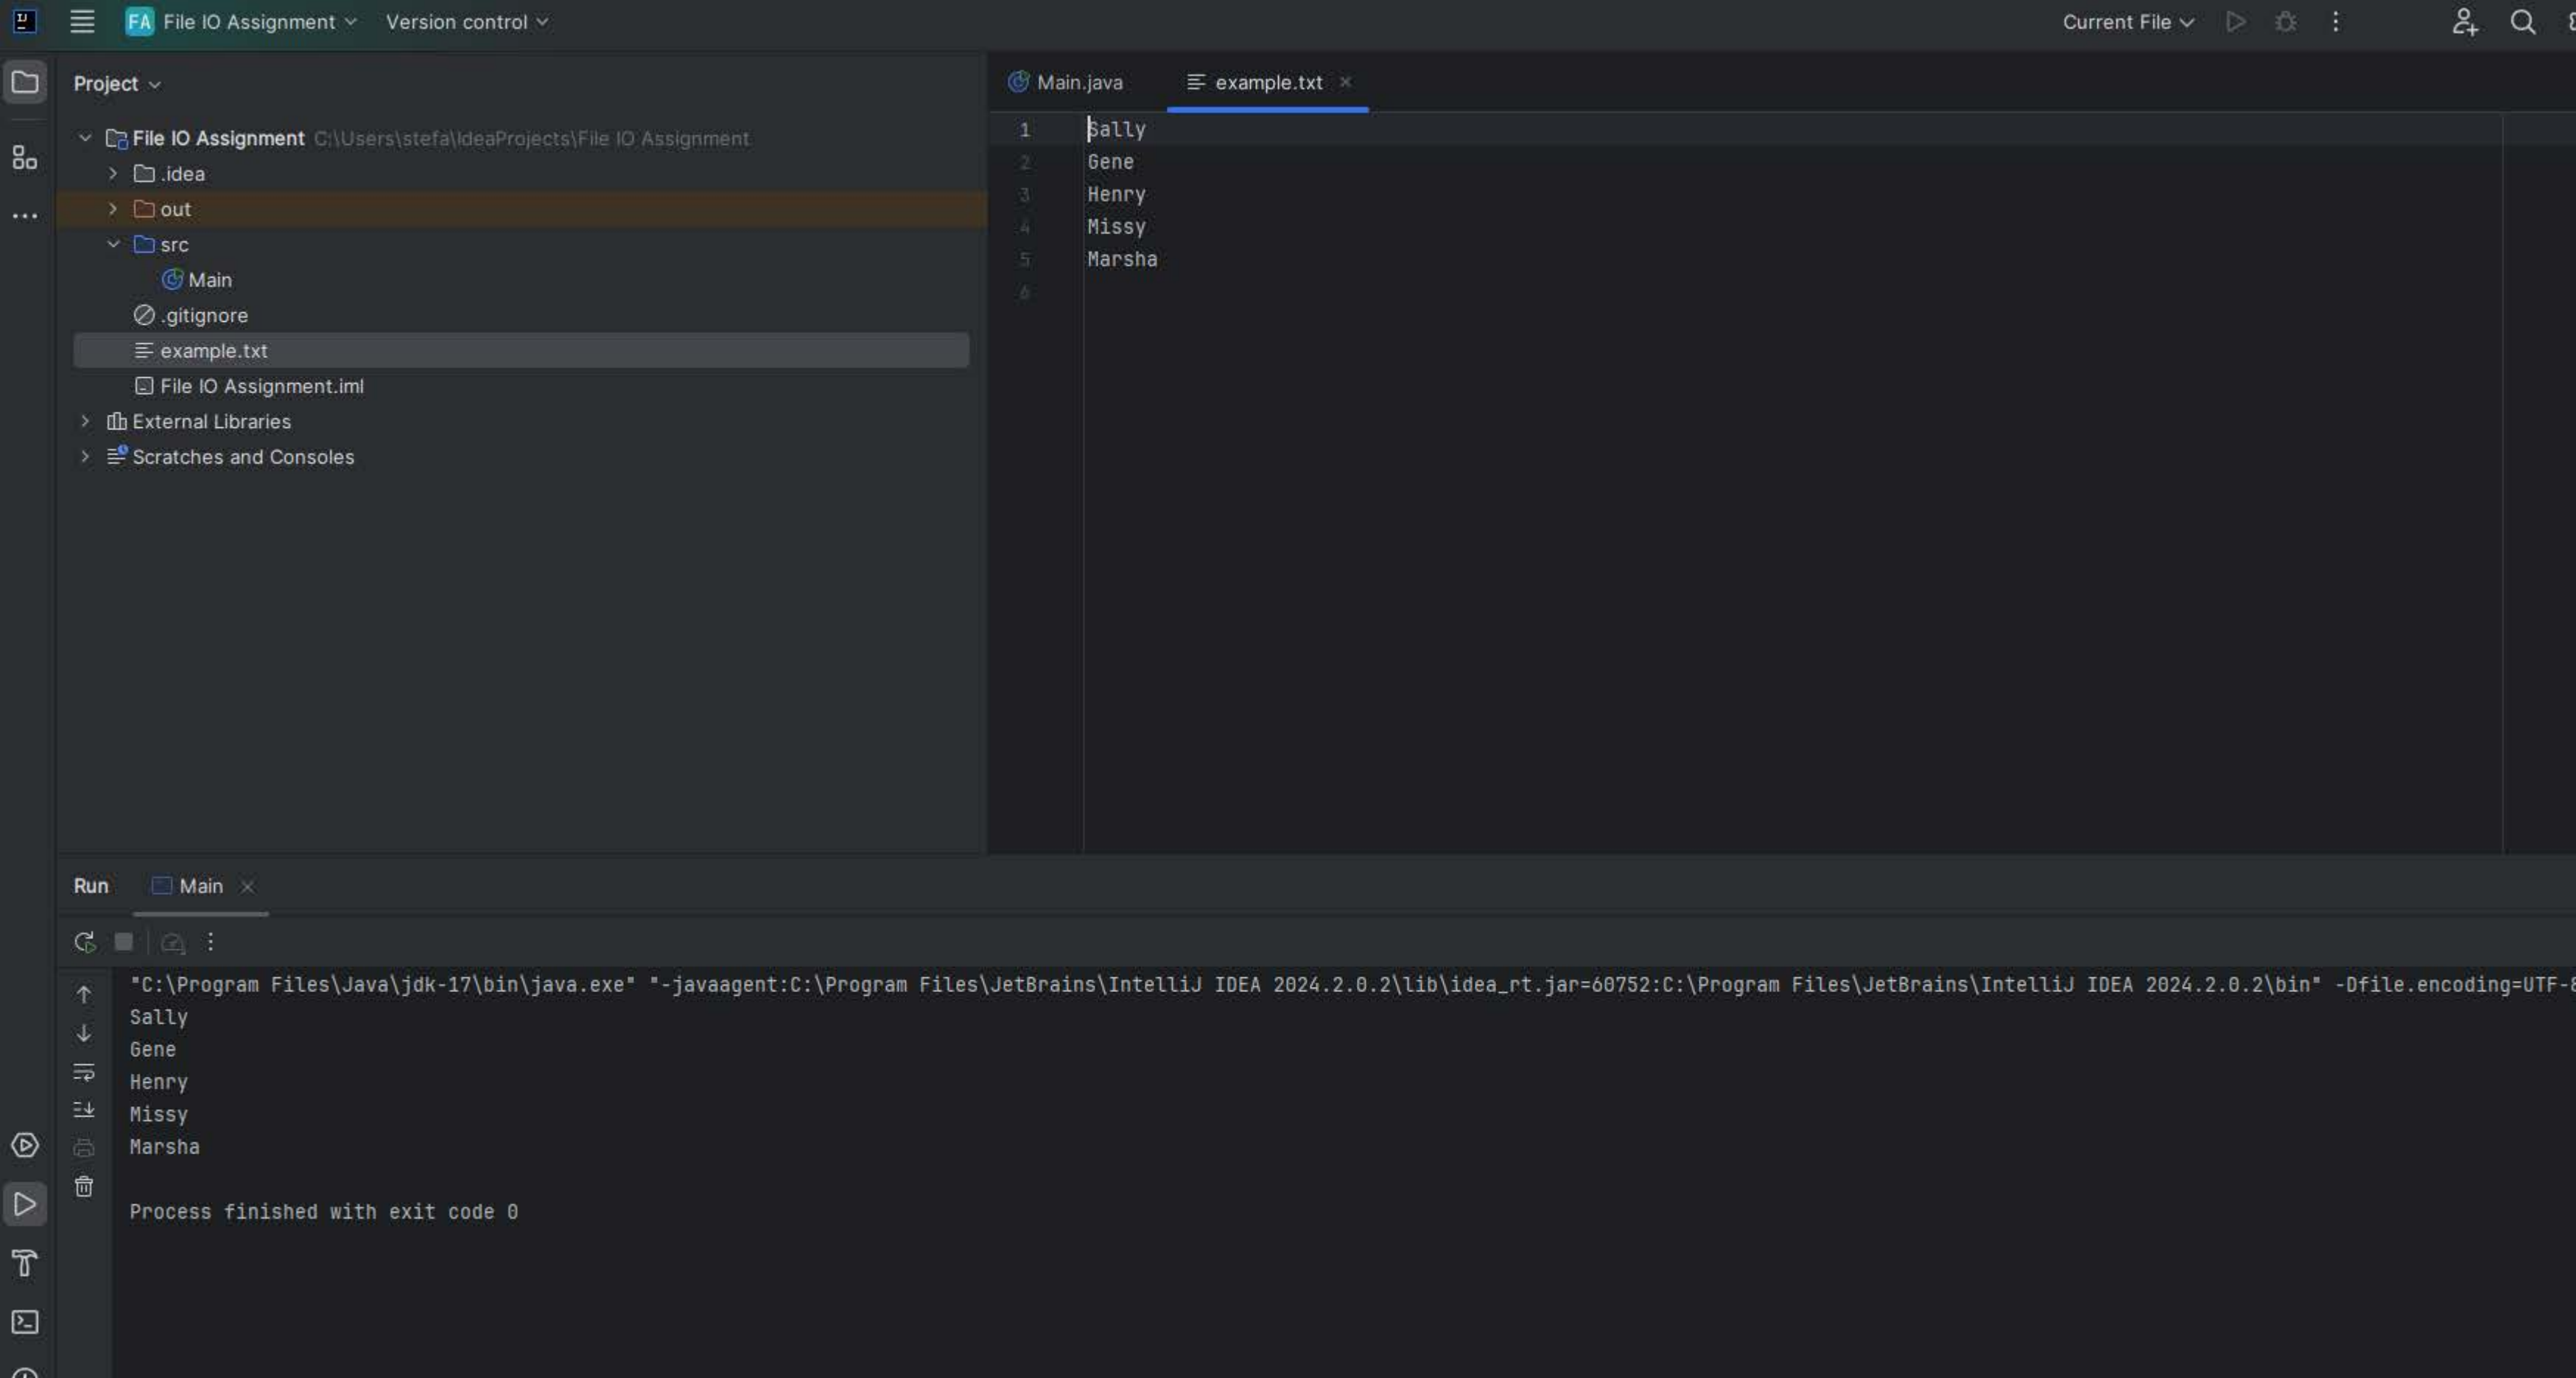 FA File IO Assignment Version control Current File
Project
File IO Assignment C:\Users\stefa\IdeaProjects\File IO Assignment
.idea
out
src
Main
.gitignore
example.txt
File IO Assignment.iml
External Libraries
Scratches and Consoles
Main.java example.txt
1 Sally
2 Gene
3 Henry
4 Missy
5 Marsha
6
Run Main
"C:\Program Files\Java\jdk-17\bin\java.exe" "-javaagent:C:\Program Files\JetBrains\IntelliJ IDEA 2024.2.0.2\lib\idea_rt.jar=60752:C:\Program Files\JetBrains\IntelliJ IDEA 2024.2.0.2\bin" -Dfile.encoding=UTF-8
Sally
Gene
Henry
Missy
Marsha
Process finished with exit code 0